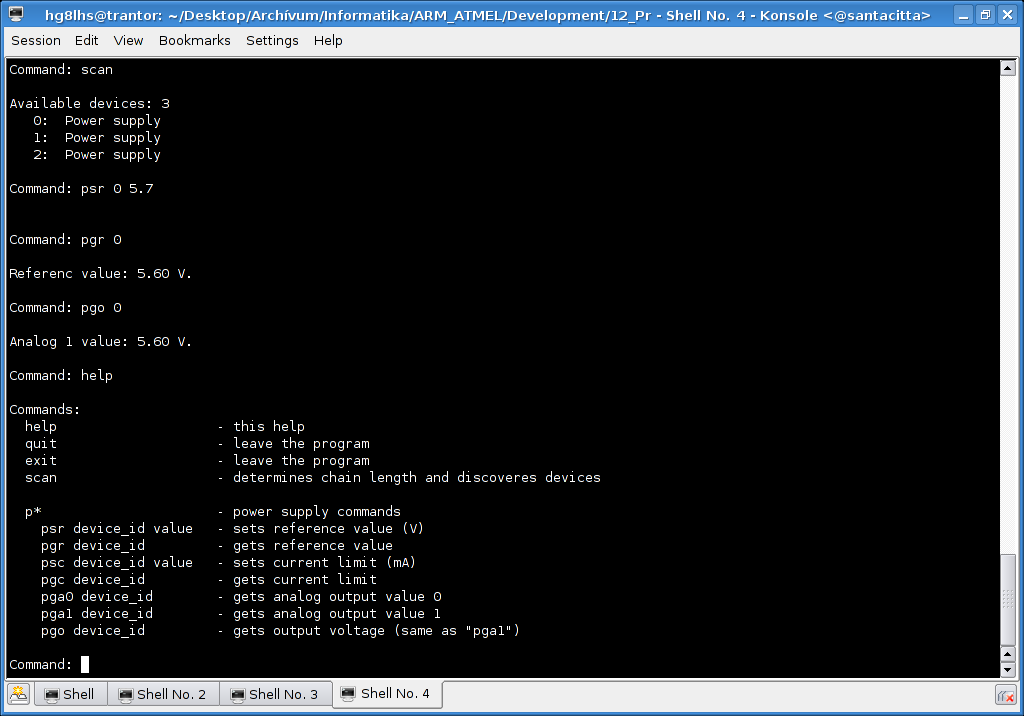 hg8lhs@trantor: ~/Desktop/Archívum/Informatika/ARM_ATMEL/Development/12_Pr - Shell No. 4 - Konsole <@santacitta>
Session Edit View Bookmarks Settings Help
Command: scan
Available devices: 3
0: Power supply
1: Power supply
2: Power supply
Command: psr 0 5.7
Command: pgr 0
Referenc value: 5.60 V.
Command: pgo 0
Analog 1 value: 5.60 V.
Command: help
Commands:
help - this help
quit - leave the program
exit - leave the program
scan - determines chain length and discoveres devices
p* - power supply commands
psr device_id value - sets reference value (V)
pgr device_id - gets reference value
psc device_id value - sets current limit (mA)
pgc device_id - gets current limit
pga0 device_id - gets analog output value 0
pga1 device_id - gets analog output value 1
pgo device_id - gets output voltage (same as "pga1")
Command:
Shell Shell No. 2 Shell No. 3 Shell No. 4